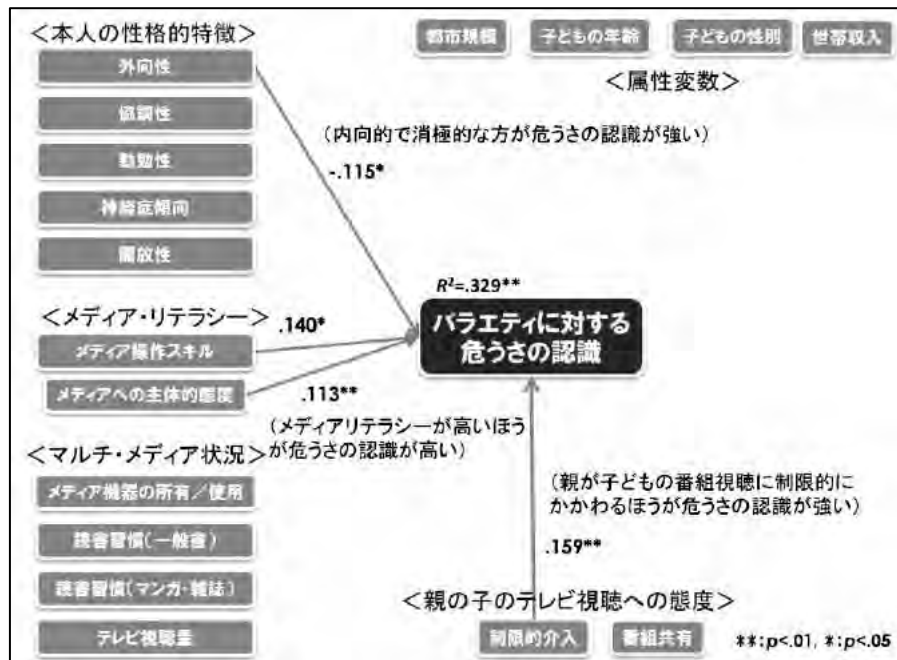 <本人の性格的特徴>
外向性
協調性
勤勉性
神経症傾向
開放性
都市規模
子どもの年齢
子どもの性別
世帯収入
<属性変数>
(内向的で消極的な方が危うさの認識が強い)
-.115*
R²=.329**
バラエティに対する
危うさの認識
<メディア・リテラシー>
.140*
メディア操作スキル
メディアへの主体的態度
.113**
(メディアリテラシーが高いほう
が危うさの認識が高い)
<マルチ・メディア状況>
メディア機器の所有/使用
読書習慣(一般書)
読書習慣(マンガ・雑誌)
テレビ視聴量
(親が子どもの番組視聴に制限的に
かかわるほうが危うさの認識が強い)
.159**
<親の子のテレビ視聴への態度>
制限的介入
番組共有
**:p<.01, *:p<.05